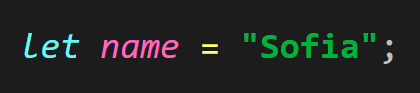 let name = "Sofia";